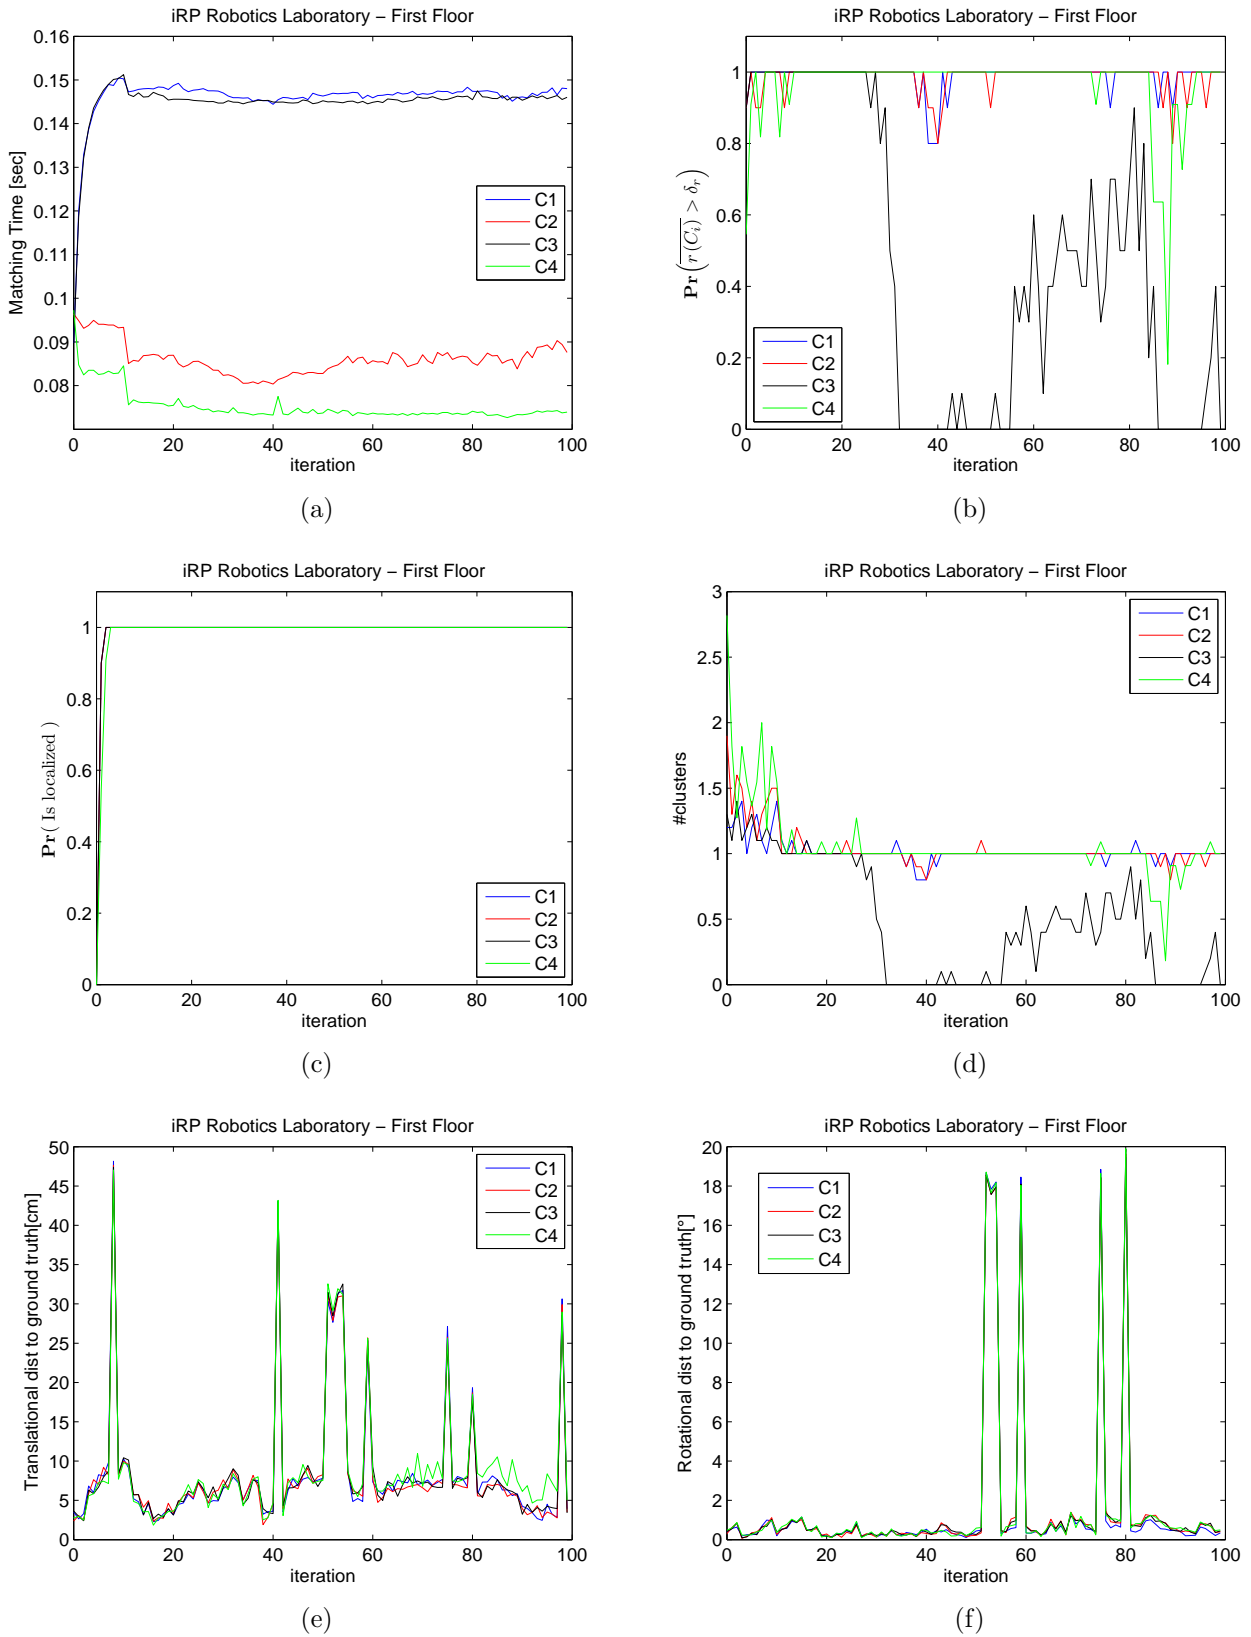 iRP Robotics Laboratory – First Floor
0.16
0.15
0.14
0.13
0.12
0.11
0.1
0.09
0.08
0 20 40 60 80 100
Matching Time [sec]
iteration
C1
C2
C3
C4
(a)
iRP Robotics Laboratory – First Floor
1
0.8
0.6
0.4
0.2
0
0 20 40 60 80 100
Pr(r(C_i) > δ_r)
iteration
C1
C2
C3
C4
(b)
iRP Robotics Laboratory – First Floor
1
0.8
0.6
0.4
0.2
0
0 20 40 60 80 100
Pr( Is localized )
iteration
C1
C2
C3
C4
(c)
iRP Robotics Laboratory – First Floor
3
2.5
2
1.5
1
0.5
0
0 20 40 60 80 100
#clusters
iteration
C1
C2
C3
C4
(d)
iRP Robotics Laboratory – First Floor
50
45
40
35
30
25
20
15
10
5
0
0 20 40 60 80 100
Translational dist to ground truth[cm]
iteration
C1
C2
C3
C4
(e)
iRP Robotics Laboratory – First Floor
20
18
16
14
12
10
8
6
4
2
0
0 20 40 60 80 100
Rotational dist to ground truth[°]
iteration
C1
C2
C3
C4
(f)